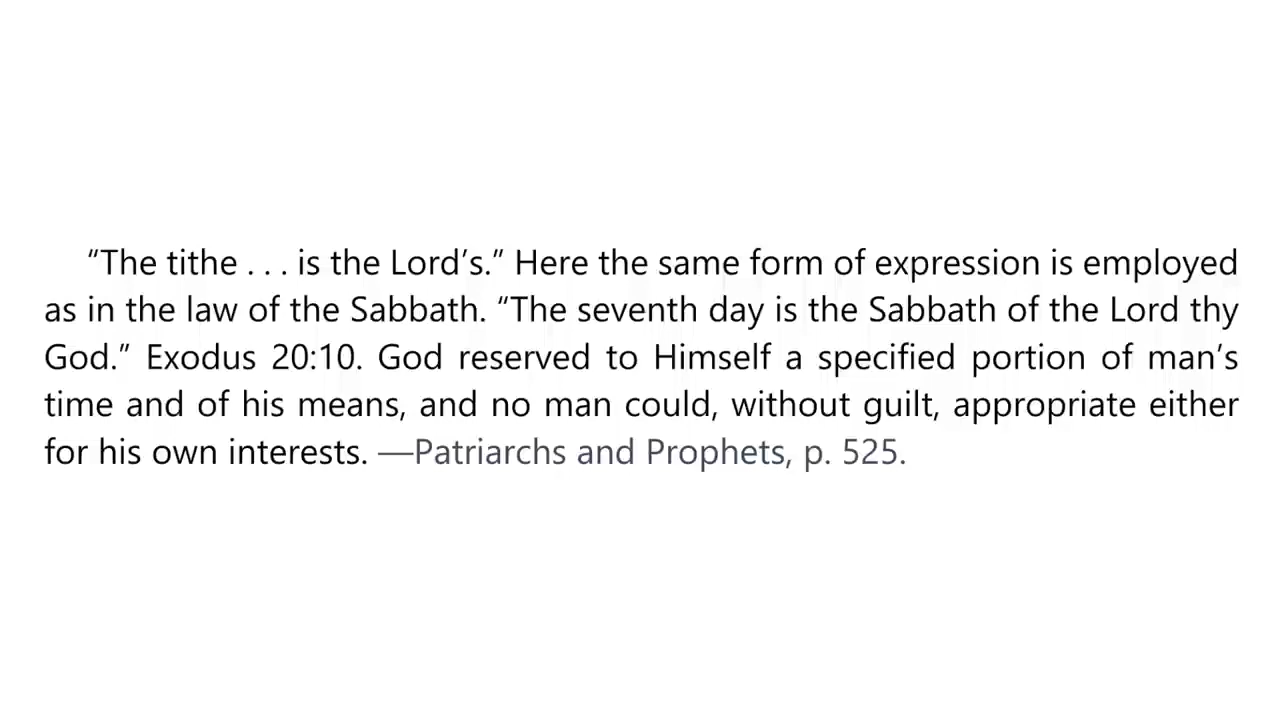 “The tithe . . . is the Lord’s.” Here the same form of expression is employed
as in the law of the Sabbath. “The seventh day is the Sabbath of the Lord thy
God.” Exodus 20:10. God reserved to Himself a specified portion of man’s
time and of his means, and no man could, without guilt, appropriate either
for his own interests. —Patriarchs and Prophets, p. 525.